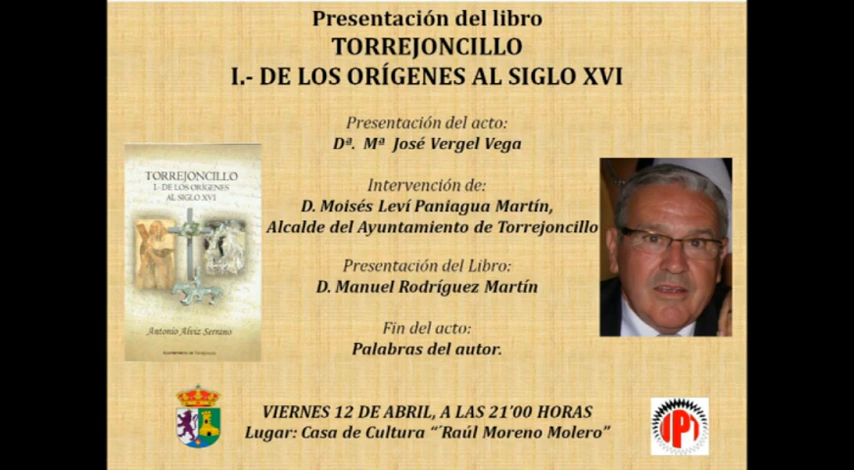 Presentación del libro
TORREJONCILLO
I.- DE LOS ORÍGENES AL SIGLO XVI
Presentación del acto:
Dª. Mª José Vergel Vega
Intervención de:
D. Moisés Leví Paniagua Martín,
Alcalde del Ayuntamiento de Torrejoncillo
Presentación del Libro:
D. Manuel Rodríguez Martín
Fin del acto:
Palabras del autor.
TORREJONCILLO
I.- DE LOS ORÍGENES
AL SIGLO XVI
Antonio Alviz Serrano
VIERNES 12 DE ABRIL, A LAS 21'00 HORAS
Lugar: Casa de Cultura "´Raúl Moreno Molero"